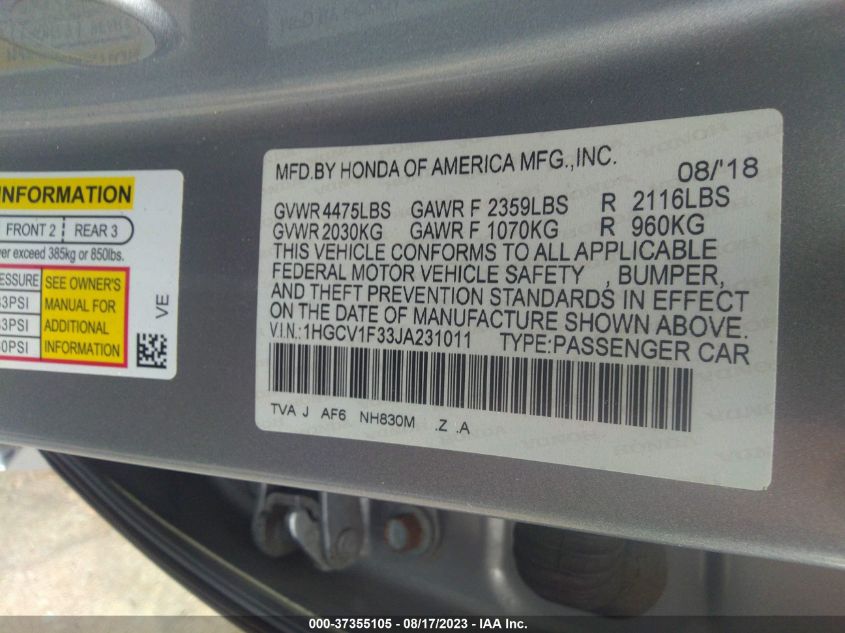 INFORMATION
FRONT 2 | REAR 3
ver exceed 385kg or 850lbs.
PRESSURE
SEE OWNER'S
MANUAL FOR
ADDITIONAL
INFORMATION
VE
MFD.BY HONDA OF AMERICA MFG.,INC. 08/'18
GVWR 4475LBS GAWR F 2359LBS R 2116LBS
GVWR 2030KG GAWR F 1070KG R 960KG
THIS VEHICLE CONFORMS TO ALL APPLICABLE
FEDERAL MOTOR VEHICLE SAFETY , BUMPER,
AND THEFT PREVENTION STANDARDS IN EFFECT
ON THE DATE OF MANUFACTURE SHOWN ABOVE.
V.I.N.:1HGCV1F33JA231011 TYPE:PASSENGER CAR
TVA J AF6 NH830M .Z .A
000-37355105 - 08/17/2023 - IAA Inc.